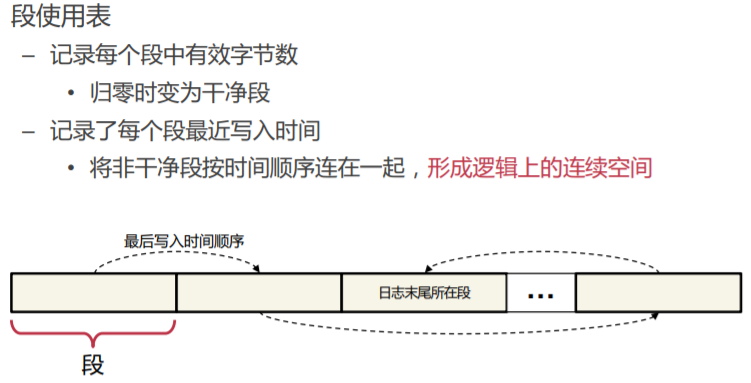 段使用表
– 记录每个段中有效字节数
• 归零时变为干净段
– 记录了每个段最近写入时间
• 将非干净段按时间顺序连在一起，形成逻辑上的连续空间
最后写入时间顺序
日志末尾所在段
...
段